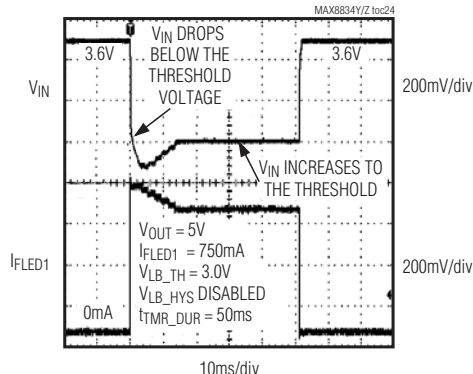 MAX8834Y/Z toc24
VIN DROPS
BELOW THE
THRESHOLD
VOLTAGE
3.6V
3.6V
VIN
200mV/div
VIN INCREASES TO
THE THRESHOLD
VOUT = 5V
IFLED1 = 750mA
VLB_TH = 3.0V
VLB_HYS DISABLED
tTMR_DUR = 50ms
IFLED1
200mV/div
0mA
10ms/div